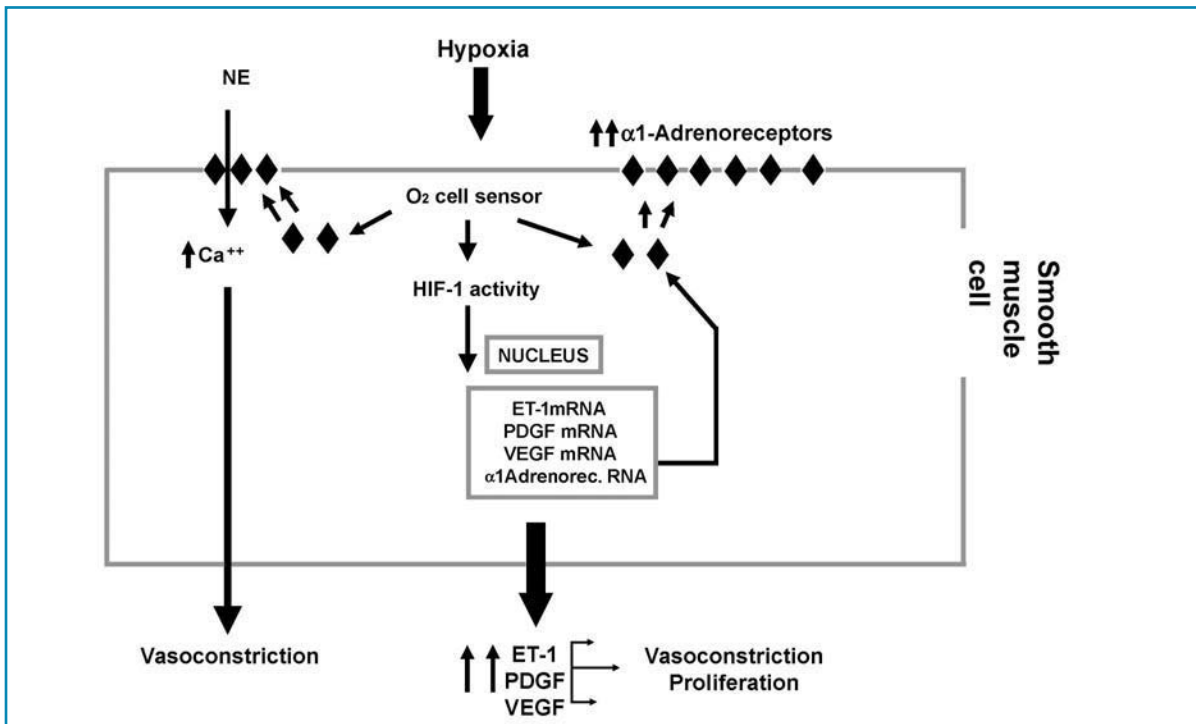 Hypoxia
NE
α1-Adrenoreceptors
O₂ cell sensor
Ca⁺⁺
HIF-1 activity
NUCLEUS
ET-1mRNA
PDGF mRNA
VEGF mRNA
α1Adrenorec. RNA
Smooth
muscle
cell
Vasoconstriction
ET-1
PDGF
VEGF
Vasoconstriction
Proliferation